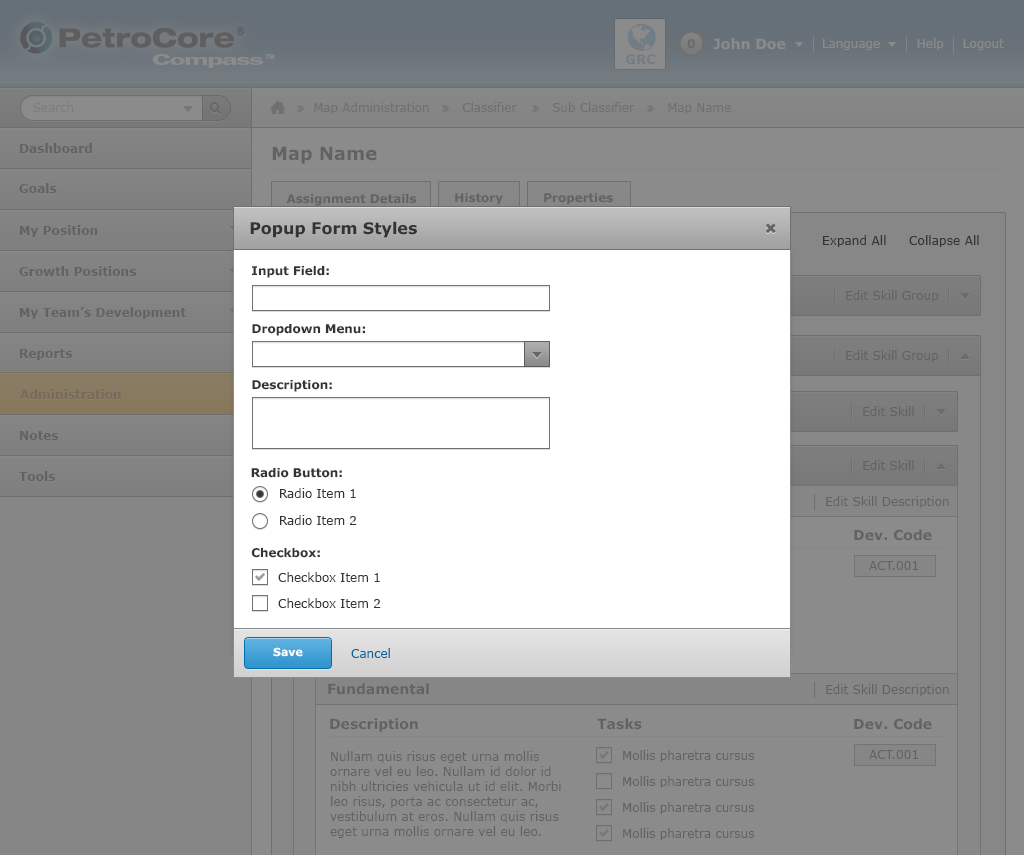 PetroCore®
Compass™
GRC
0 John Doe
Language
Help
Logout
Search
Map Administration » Classifier » Sub Classifier » Map Name
Dashboard
Goals
My Position
Growth Positions
My Team's Development
Reports
Administration
Notes
Tools
Map Name
Assignment Details
History
Properties
Expand All
Collapse All
Edit Skill Group
Edit Skill Group
Edit Skill
Edit Skill
Edit Skill Description
Dev. Code
ACT.001
Popup Form Styles
Input Field:
Dropdown Menu:
Description:
Radio Button:
Radio Item 1
Radio Item 2
Checkbox:
Checkbox Item 1
Checkbox Item 2
Save
Cancel
Fundamental
Edit Skill Description
Description
Nullam quis risus eget urna mollis
ornare vel eu leo. Nullam id dolor id
nibh ultricies vehicula ut id elit. Morbi
leo risus, porta ac consectetur ac,
vestibulum at eros. Nullam quis risus
eget urna mollis ornare vel eu leo.
Tasks
Mollis pharetra cursus
Mollis pharetra cursus
Mollis pharetra cursus
Mollis pharetra cursus
Dev. Code
ACT.001